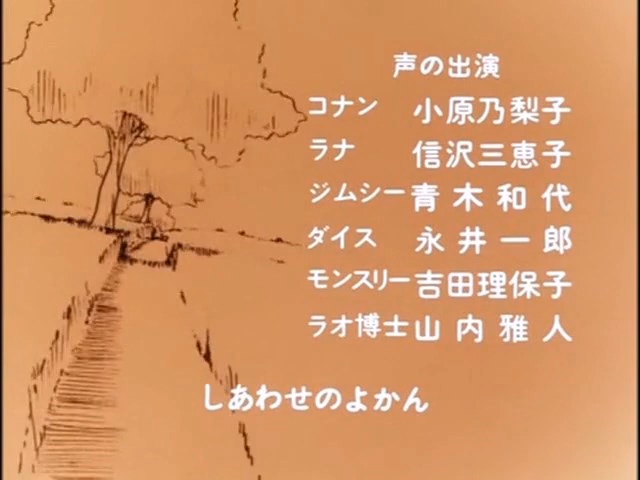 声の出演
コナン 小原乃梨子
ラナ 信沢三恵子
ジムシー 青木和代
ダイス 永井一郎
モンスリー 吉田理保子
ラオ博士 山内雅人
しあわせのよかん